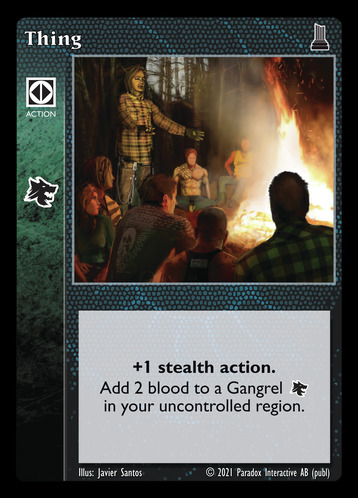 Thing
ACTION
+1 stealth action.
Add 2 blood to a Gangrel
in your uncontrolled region.
Illus: Javier Santos © 2021 Paradox Interactive AB (publ)